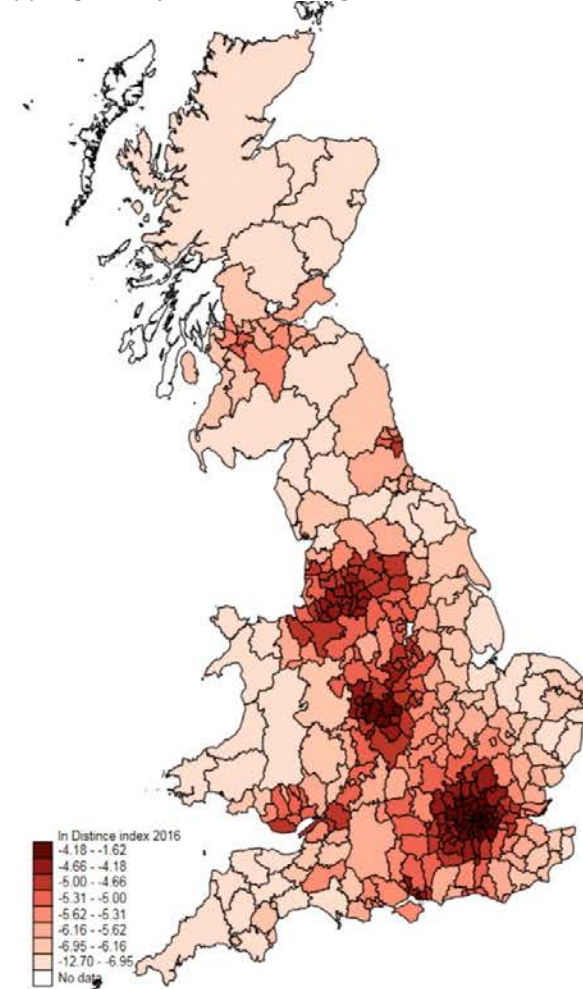 ln Distince index 2016
-4.18 - -1.62
-4.66 - -4.18
-5.00 - -4.66
-5.31 - -5.00
-5.62 - -5.31
-6.16 - -5.62
-6.95 - -6.16
-12.70 - -6.95
No data